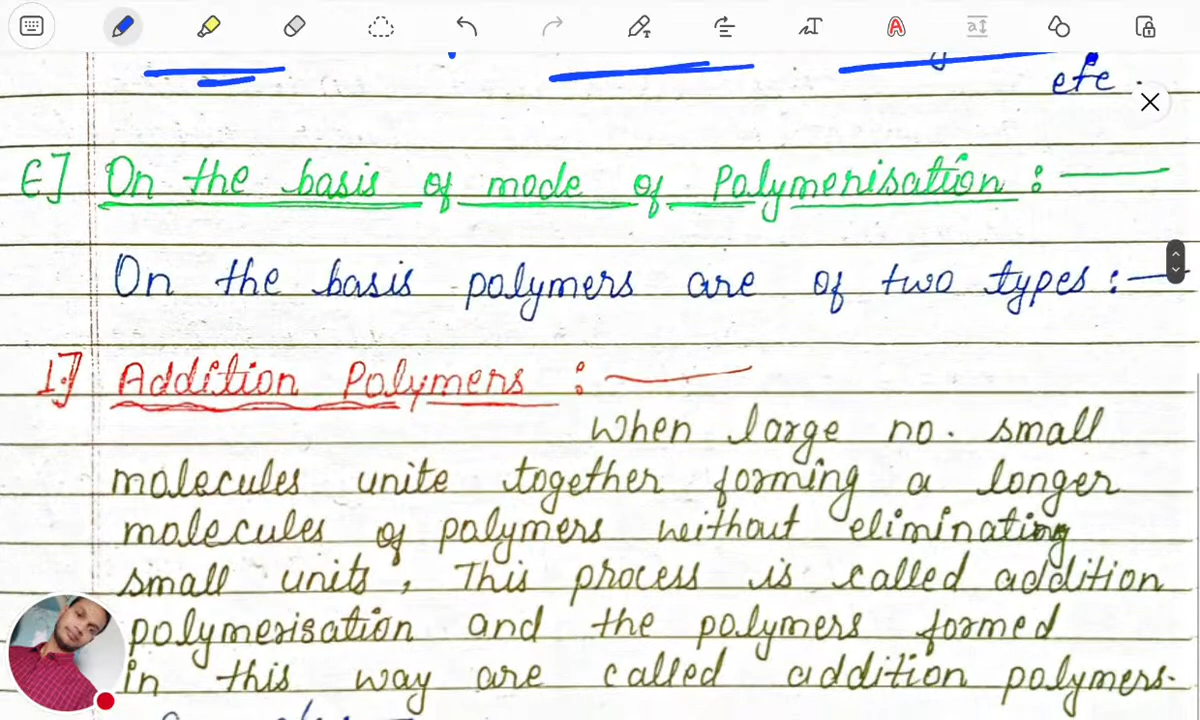 etc.
E] On the basis of mode of Polymerisation :—
On the basis polymers are of two types :—
1.] Addition Polymers :—
When large no. small
molecules unite together forming a longer
molecules of polymers without eliminating
small units, This process is called addition
polymerisation and the polymers formed
in this way are called addition polymers.